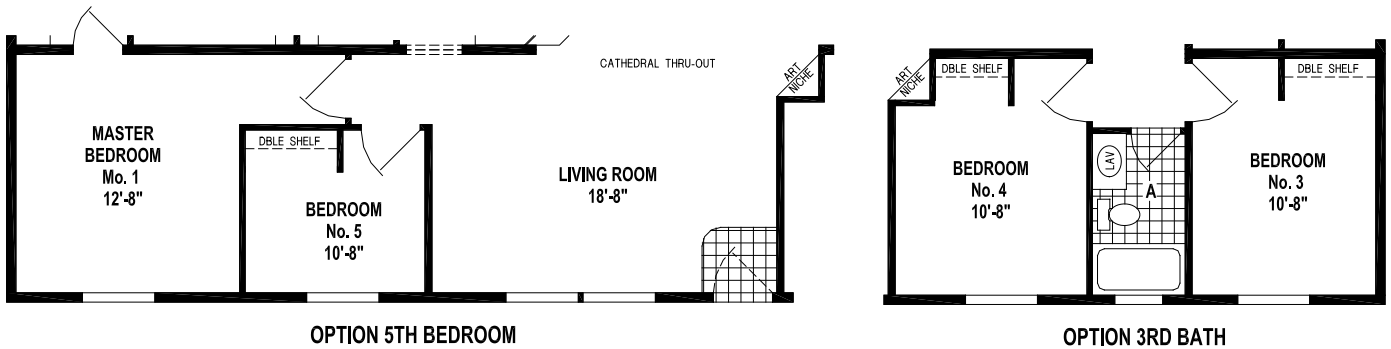 CATHEDRAL THRU-OUT
ART
NICHE
MASTER
BEDROOM
Mo. 1
12'-8"
DBLE SHELF
BEDROOM
No. 5
10'-8"
LIVING ROOM
18'-8"
OPTION 5TH BEDROOM
ART
NICHE
DBLE SHELF
DBLE SHELF
BEDROOM
No. 4
10'-8"
LAV
A
BEDROOM
No. 3
10'-8"
OPTION 3RD BATH